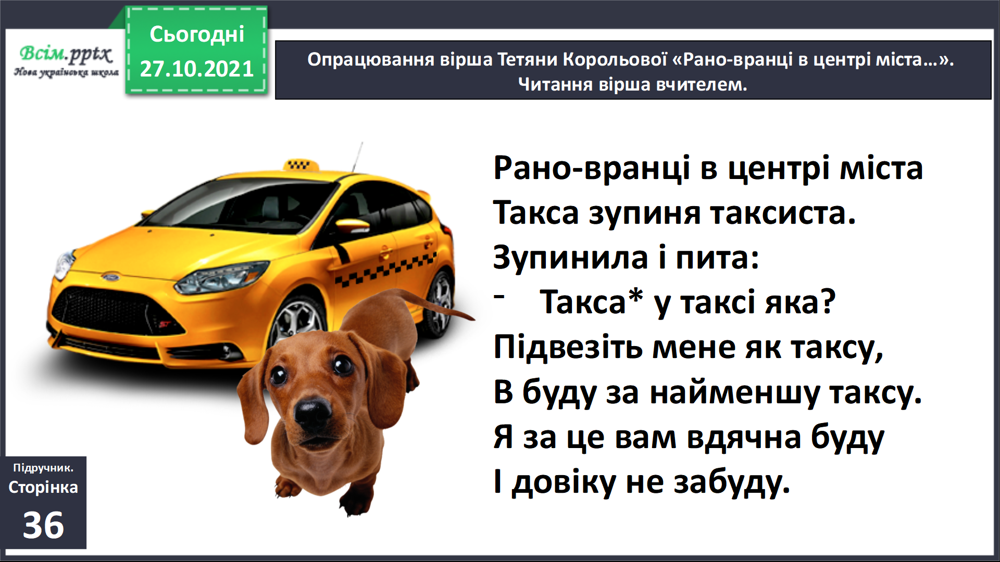 Всім.pptx
Нова українська школа
Сьогодні
27.10.2021
Опрацювання вірша Тетяни Корольової «Рано-вранці в центрі міста…».
Читання вірша вчителем.
Рано-вранці в центрі міста
Такса зупиня таксиста.
Зупинила і пита:
- Такса* у таксі яка?
Підвезіть мене як таксу,
В буду за найменшу таксу.
Я за це вам вдячна буду
І довіку не забуду.
Підручник.
Сторінка
36
ST